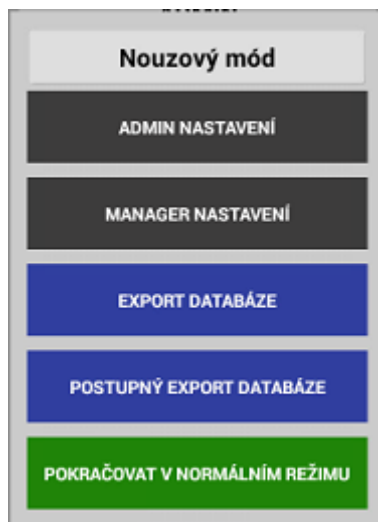 Nouzový mód
ADMIN NASTAVENÍ
MANAGER NASTAVENÍ
EXPORT DATABÁZE
POSTUPNÝ EXPORT DATABÁZE
POKRAČOVAT V NORMÁLNÍM REŽIMU